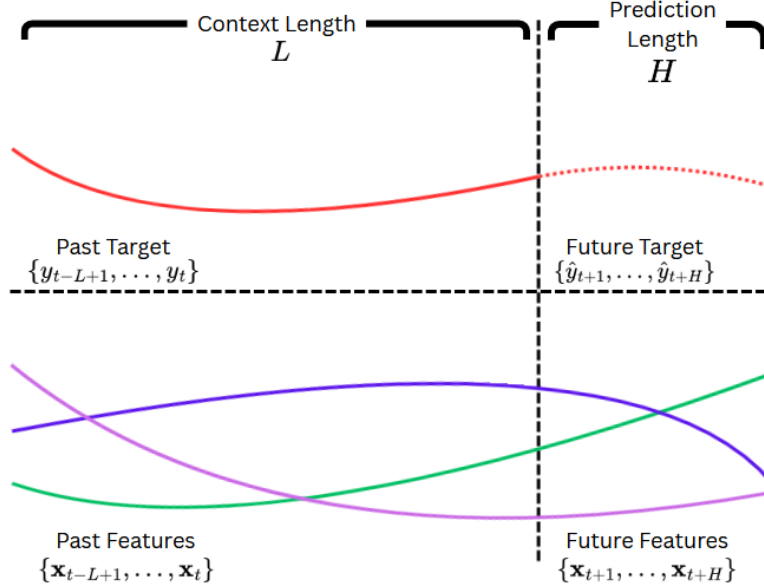 Context Length
L
Prediction
Length
H
Past Target
{y_{t−L+1}, . . . , y_t}
Future Target
{ŷ_{t+1}, . . . , ŷ_{t+H}}
Past Features
{𝐱_{t−L+1}, . . . , 𝐱_t}
Future Features
{𝐱_{t+1}, . . . , 𝐱_{t+H}}